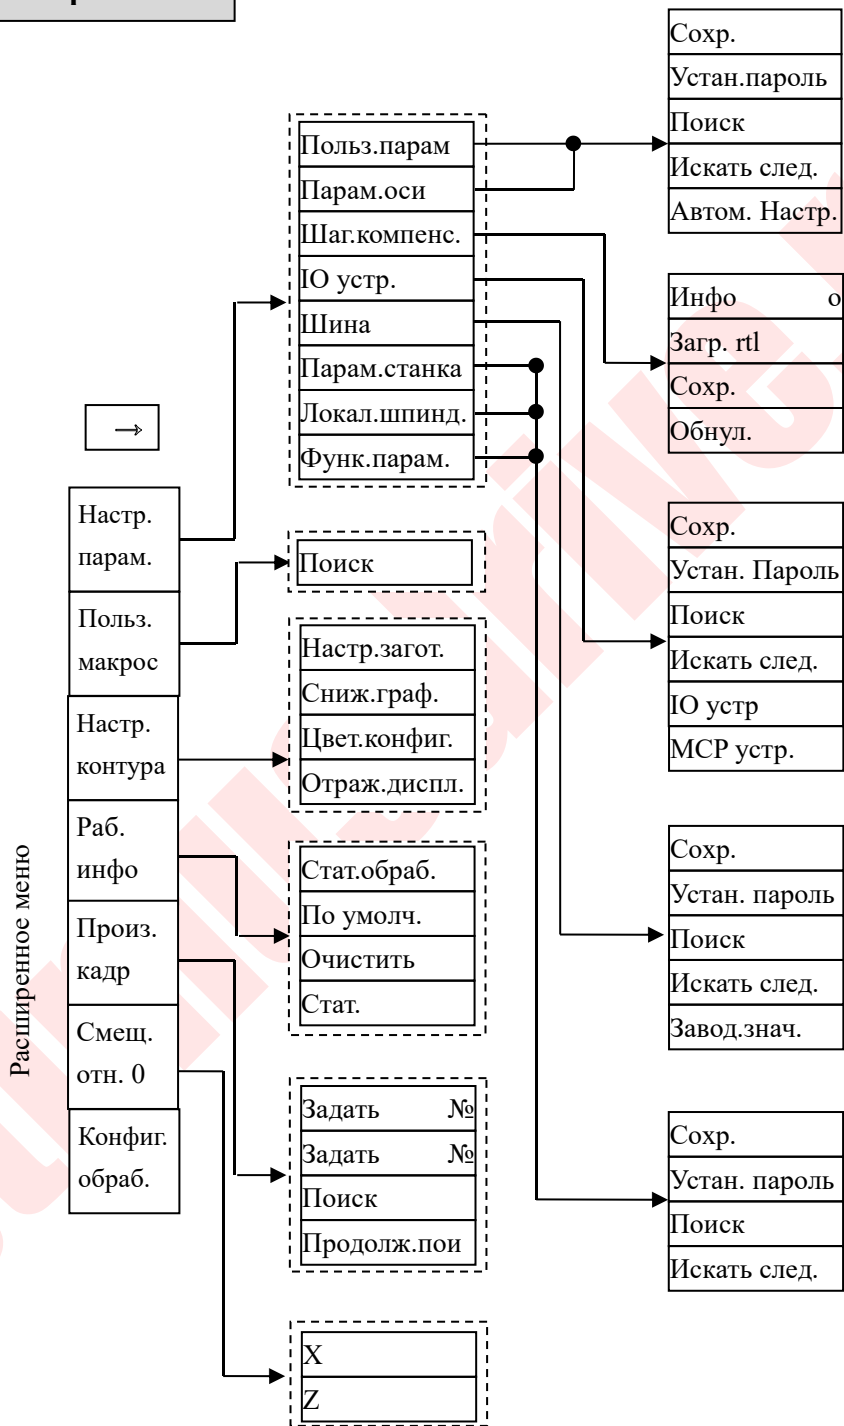 →
Расширенное меню
Настр.
парам.
Польз.
макрос
Настр.
контура
Раб.
инфо
Произ.
кадр
Смещ.
отн. 0
Конфиг.
обраб.
Польз.парам
Парам.оси
Шаг.компенс.
IO устр.
Шина
Парам.станка
Локал.шпинд.
Функ.парам.
Поиск
Настр.загот.
Сниж.граф.
Цвет.конфиг.
Отраж.диспл.
Стат.обраб.
По умолч.
Очистить
Стат.
Задать №
Задать №
Поиск
Продолж.пои
X
Z
Сохр.
Устан.пароль
Поиск
Искать след.
Автом. Настр.
Инфо о
Загр. rtl
Сохр.
Обнул.
Сохр.
Устан. Пароль
Поиск
Искать след.
IO устр
МСР устр.
Сохр.
Устан. пароль
Поиск
Искать след.
Завод.знач.
Сохр.
Устан. пароль
Поиск
Искать след.